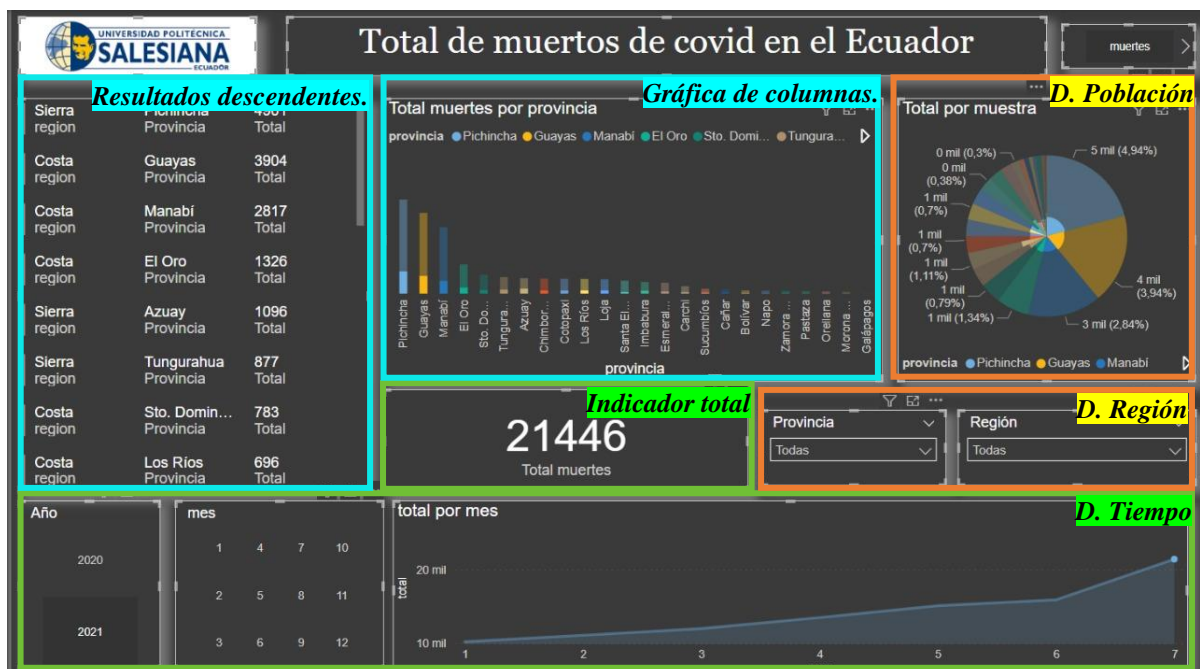 UNIVERSIDAD POLITÉCNICA
SALESIANA
ECUADOR
Total de muertos de covid en el Ecuador
muertes
Resultados descendentes.
Sierra Pichincha
region Provincia Total
Costa Guayas 3904
region Provincia Total
Costa Manabí 2817
region Provincia Total
Costa El Oro 1326
region Provincia Total
Sierra Azuay 1096
region Provincia Total
Sierra Tungurahua 877
region Provincia Total
Costa Sto. Domin... 783
region Provincia Total
Costa Los Ríos 696
region Provincia Total
Gráfica de columnas.
Total muertes por provincia
provincia Pichincha Guayas Manabí El Oro Sto. Domi... Tungura...
Pichincha
Guayas
Manabí
El Oro
Sto. Do...
Tungura...
Azuay
Chimbor...
Cotopaxi
Los Ríos
Loja
Santa El...
Imbabura
Esmeral...
Carchi
Sucumbíos
Cañar
Bolívar
Napo
Zamora ...
Pastaza
Orellana
Morona ...
Galápagos
provincia
D. Población
Total por muestra
0 mil (0,3%)
0 mil
(0,38%)
1 mil
(0,7%)
1 mil
(0,7%)
1 mil
(1,11%)
1 mil
(0,79%)
1 mil (1,34%)
5 mil (4,94%)
4 mil
(3,94%)
3 mil (2,84%)
provincia Pichincha Guayas Manabí
Indicador total
21446
Total muertes
D. Región
Provincia
Todas
Región
Todas
Año
2020
2021
mes
1 4 7 10
2 5 8 11
3 6 9 12
D. Tiempo
total por mes
total
20 mil
10 mil
1 2 3 4 5 6 7